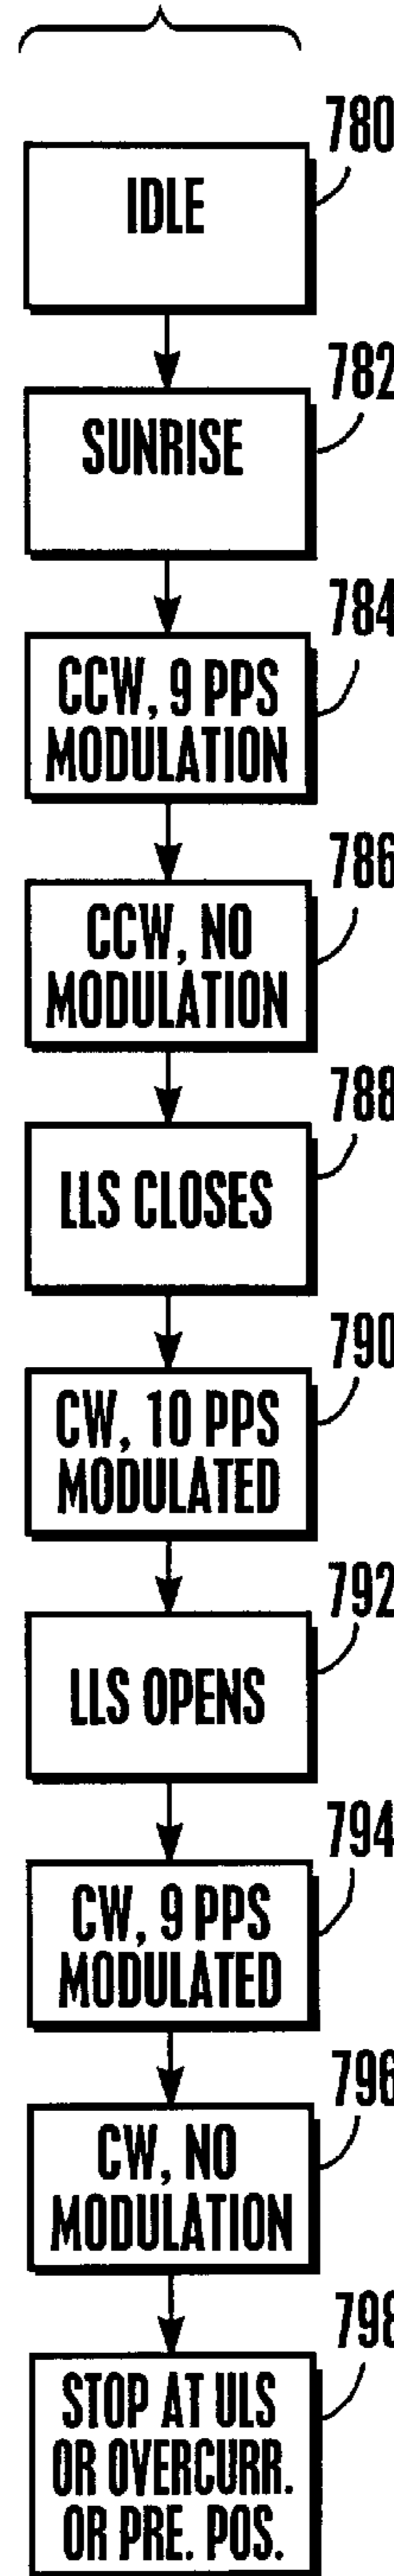 780
IDLE
782
SUNRISE
784
CCW, 9 PPS
MODULATION
786
CCW, NO
MODULATION
788
LLS CLOSES
790
CW, 10 PPS
MODULATED
792
LLS OPENS
794
CW, 9 PPS
MODULATED
796
CW, NO
MODULATION
798
STOP AT ULS
OR OVERCURR.
OR PRE. POS.